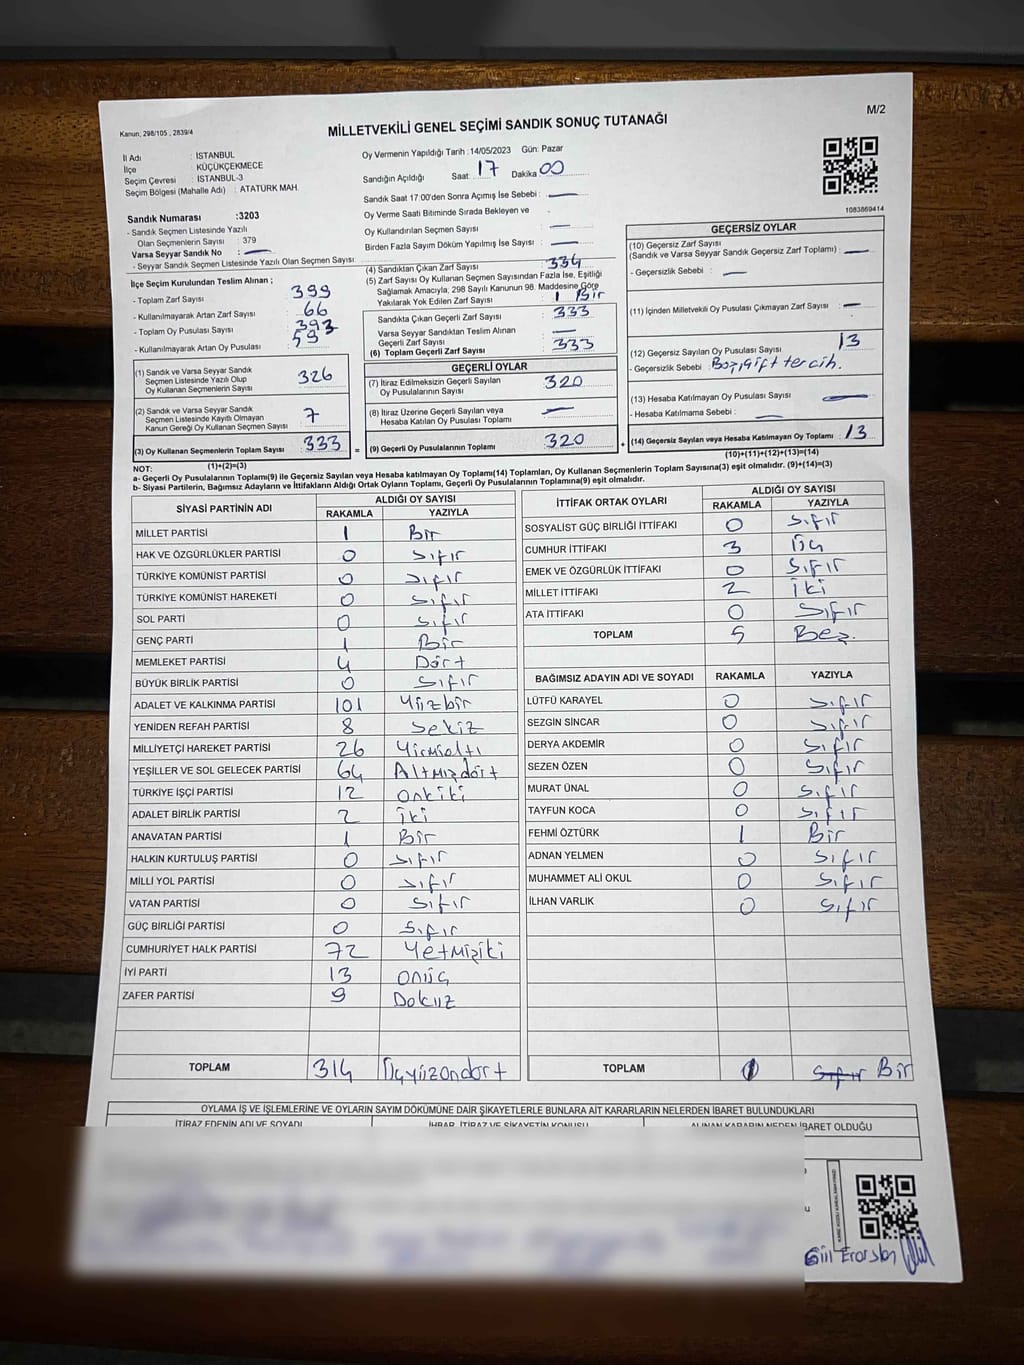 M/2
Kanun; 298/105 , 2839/4
MİLLETVEKİLİ GENEL SEÇİMİ SANDIK SONUÇ TUTANAĞI
İl Adı : İSTANBUL
İlçe : KÜÇÜKÇEKMECE
Seçim Çevresi : İSTANBUL-3
Seçim Bölgesi (Mahalle Adı) : ATATÜRK MAH.
Sandık Numarası :3203
- Sandık Seçmen Listesinde Yazılı
Olan Seçmenlerin Sayısı : 379
Varsa Seyyar Sandık No : —
- Seyyar Sandık Seçmen Listesinde Yazılı Olan Seçmen Sayısı
Oy Vermenin Yapıldığı Tarih :14/05/2023 Gün: Pazar
Sandığın Açıldığı Saat: 17 Dakika 00
Sandık Saat 17:00'den Sonra Açımış İse Sebebi : —
Oy Verme Saati Bitiminde Sırada Bekleyen ve
Oy Kullandırılan Seçmen Sayısı : —
Birden Fazla Sayım Döküm Yapılmış İse Sayısı : —
1083869414
İlçe Seçim Kurulundan Teslim Alınan ;
- Toplam Zarf Sayısı : 399
- Kullanılmayarak Artan Zarf Sayısı : 66
- Toplam Oy Pusulası Sayısı : 393
- Kullanılmayarak Artan Oy Pusulası : 59
(1) Sandık ve Varsa Seyyar Sandık
Seçmen Listesinde Yazılı Olup
Oy Kullanan Seçmenlerin Sayısı : 326
(2) Sandık ve Varsa Seyyar Sandık
Seçmen Listesinde Kayıtlı Olmayan
Kanun Gereği Oy Kullanan Seçmen Sayısı : 7
(3) Oy Kullanan Seçmenlerin Toplam Sayısı : 333
(1)+(2)=(3)
(4) Sandıktan Çıkan Zarf Sayısı : 334
(5) Zarf Sayısı Oy Kullanan Seçmen Sayısından Fazla İse, Eşitliği
Sağlamak Amacıyla, 298 Sayılı Kanunun 98. Maddesine Göre
Yakılarak Yok Edilen Zarf Sayısı : 1 Bir
Sandıkta Çıkan Geçerli Zarf Sayısı : 333
Varsa Seyyar Sandıktan Teslim Alınan
Geçerli Zarf Sayısı : —
(6) Toplam Geçerli Zarf Sayısı : 333
GEÇERLİ OYLAR
(7) İtiraz Edilmeksizin Geçerli Sayılan
Oy Pusulalarının Sayısı : 320
(8) İtiraz Üzerine Geçerli Sayılan veya
Hesaba Katılan Oy Pusulası Toplamı : —
= (9) Geçerli Oy Pusulalarının Toplamı : 320
GEÇERSİZ OYLAR
(10) Geçersiz Zarf Sayısı
(Sandık ve Varsa Seyyar Sandık Geçersiz Zarf Toplamı) : —
- Geçersizlik Sebebi : —
(11) İçinden Milletvekili Oy Pusulası Çıkmayan Zarf Sayısı : —
(12) Geçersiz Sayılan Oy Pusulası Sayısı : 13
- Geçersizlik Sebebi : Boş, çift tercih.
(13) Hesaba Katılmayan Oy Pusulası Sayısı : —
- Hesaba Katılmama Sebebi : —
+ (14) Geçersiz Sayılan veya Hesaba Katılmayan Oy Toplamı : 13
(10)+(11)+(12)+(13)=(14)
NOT:
a- Geçerli Oy Pusulalarının Toplamı(9) ile Geçersiz Sayılan veya Hesaba katılmayan Oy Toplamı(14) Toplamları, Oy Kullanan Seçmenlerin Toplam Sayısına(3) eşit olmalıdır. (9)+(14)=(3)
b- Siyasi Partilerin, Bağımsız Adayların ve İttifakların Aldığı Ortak Oyların Toplamı, Geçerli Oy Pusulalarının Toplamına(9) eşit olmalıdır.
SİYASİ PARTİNİN ADI ALDIĞI OY SAYISI
RAKAMLA YAZIYLA
MİLLET PARTİSİ 1 Bir
HAK VE ÖZGÜRLÜKLER PARTİSİ 0 Sıfır
TÜRKİYE KOMÜNİST PARTİSİ 0 Sıfır
TÜRKİYE KOMÜNİST HAREKETİ 0 Sıfır
SOL PARTİ 0 Sıfır
GENÇ PARTİ 1 Bir
MEMLEKET PARTİSİ 4 Dört
BÜYÜK BİRLİK PARTİSİ 0 Sıfır
ADALET VE KALKINMA PARTİSİ 101 Yüzbir
YENİDEN REFAH PARTİSİ 8 Sekiz
MİLLİYETÇİ HAREKET PARTİSİ 26 Yirmialtı
YEŞİLLER VE SOL GELECEK PARTİSİ 64 Altmışdört
TÜRKİYE İŞÇİ PARTİSİ 12 Onikiki
ADALET BİRLİK PARTİSİ 2 iki
ANAVATAN PARTİSİ 1 Bir
HALKIN KURTULUŞ PARTİSİ 0 Sıfır
MİLLİ YOL PARTİSİ 0 Sıfır
VATAN PARTİSİ 0 Sıfır
GÜÇ BİRLİĞİ PARTİSİ 0 Sıfır
CUMHURİYET HALK PARTİSİ 72 Yetmişiki
İYİ PARTİ 13 Onüç
ZAFER PARTİSİ 9 Dokuz
TOPLAM 314 Üçyüzondört
İTTİFAK ORTAK OYLARI ALDIĞI OY SAYISI
RAKAMLA YAZIYLA
SOSYALİST GÜÇ BİRLİĞİ İTTİFAKI 0 Sıfır
CUMHUR İTTİFAKI 3 Üç
EMEK VE ÖZGÜRLÜK İTTİFAKI 0 Sıfır
MİLLET İTTİFAKI 2 İki
ATA İTTİFAKI 0 Sıfır
TOPLAM 5 Beş.
BAĞIMSIZ ADAYIN ADI VE SOYADI RAKAMLA YAZIYLA
LÜTFÜ KARAYEL 0 Sıfır
SEZGİN SİNCAR 0 Sıfır
DERYA AKDEMİR 0 Sıfır
SEZEN ÖZEN 0 Sıfır
MURAT ÜNAL 0 Sıfır
TAYFUN KOCA 0 Sıfır
FEHMİ ÖZTÜRK 1 Bir
ADNAN YELMEN 0 Sıfır
MUHAMMET ALİ OKUL 0 Sıfır
İLHAN VARLIK 0 Sıfır
TOPLAM 1 Sıfır Bir
OYLAMA İŞ VE İŞLEMLERİNE VE OYLARIN SAYIM DÖKÜMÜNE DAİR ŞİKAYETLERLE BUNLARA AİT KARARLARIN NELERDEN İBARET BULUNDUKLARI
İTİRAZ EDENİN ADI VE SOYADI İHBAR, İTİRAZ VE ŞİKAYETİN KONUSU ALINAN KARARIN NEDEN İBARET OLDUĞU